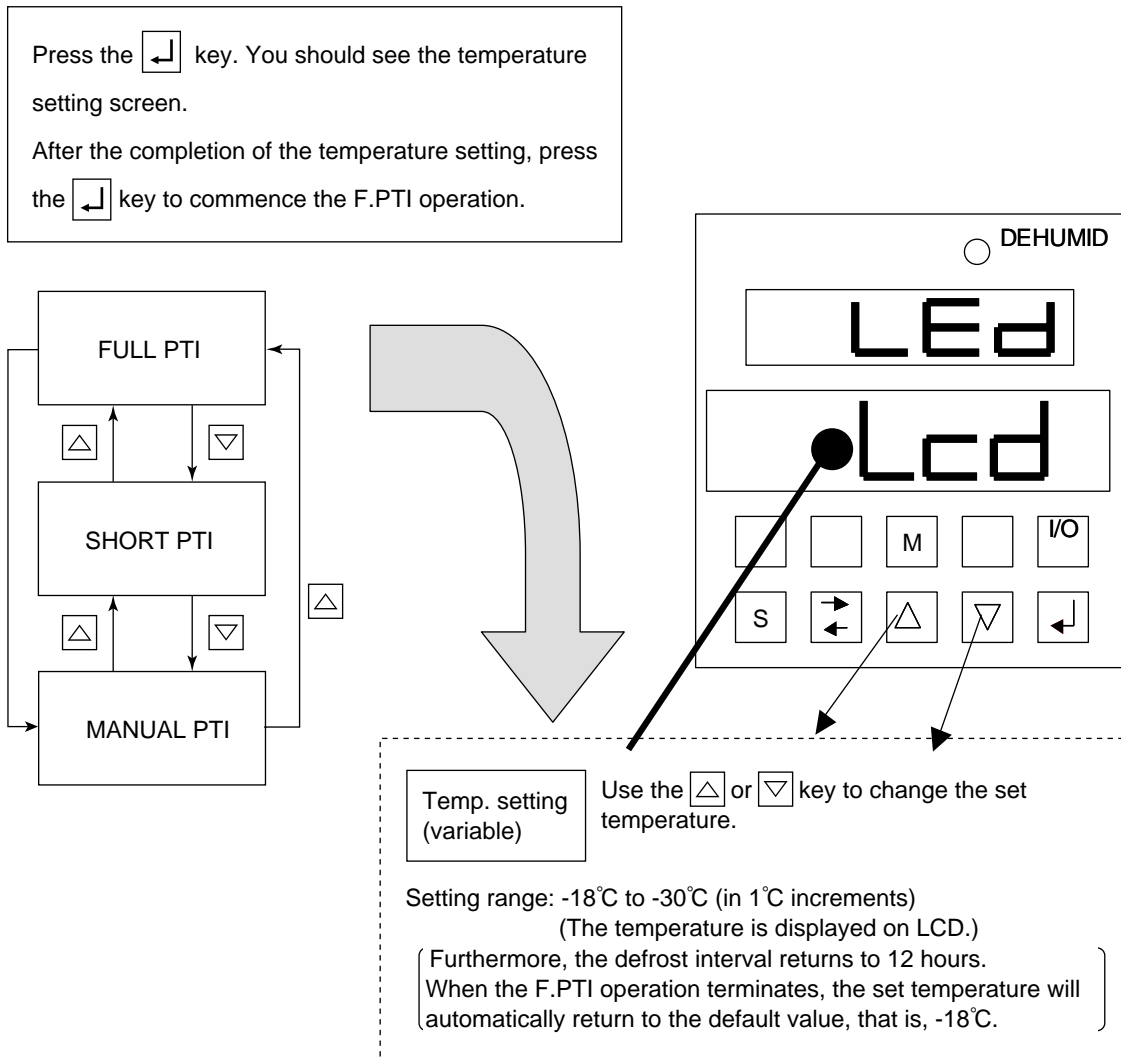 Press the ↵ key. You should see the temperature
setting screen.
After the completion of the temperature setting, press
the ↵ key to commence the F.PTI operation.
FULL PTI
△ ▽
SHORT PTI
△ ▽
△
MANUAL PTI
DEHUMID
LEd
Lcd
M I/O
S ⇄ △ ▽ ↵
Temp. setting
(variable)
Use the △ or ▽ key to change the set
temperature.
Setting range: -18℃ to -30℃ (in 1℃ increments)
(The temperature is displayed on LCD.)
Furthermore, the defrost interval returns to 12 hours.
When the F.PTI operation terminates, the set temperature will
automatically return to the default value, that is, -18℃.